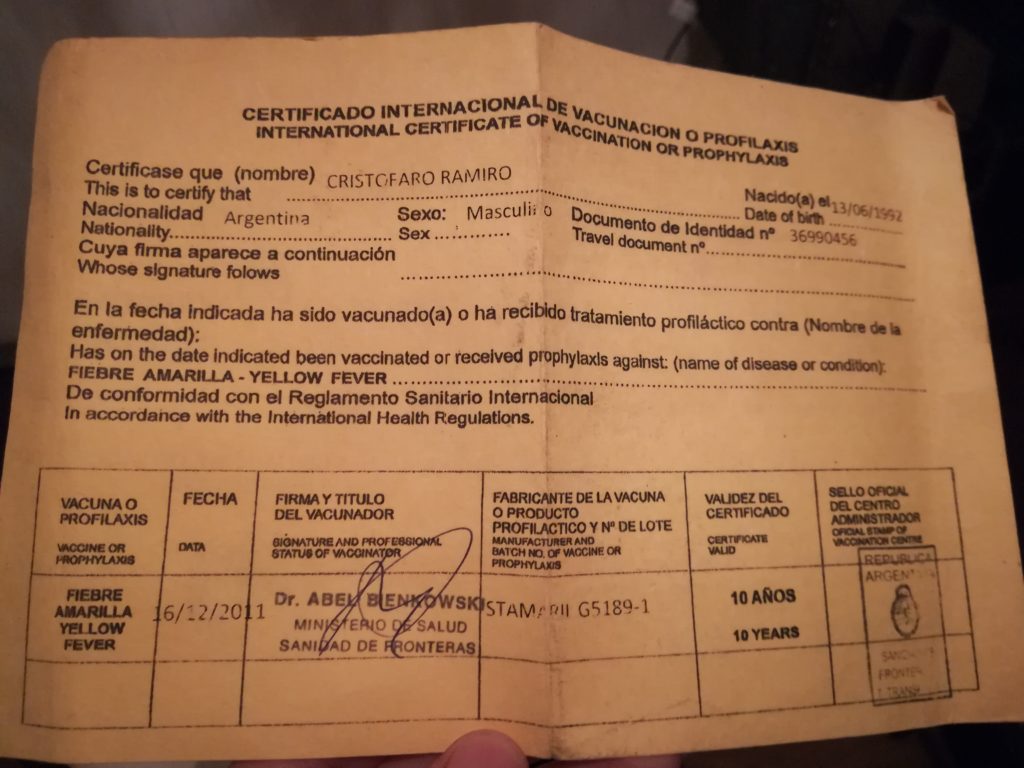 CERTIFICADO INTERNACIONAL DE VACUNACION O PROFILAXIS
INTERNATIONAL CERTIFICATE OF VACCINATION OR PROPHYLAXIS
Certificase que (nombre) CRISTOFARO RAMIRO Nacido(a) el 13/06/1992
This is to certify that Date of birth
Nacionalidad Argentina Sexo: Masculino Documento de Identidad nº 36990456
Nationality Sex Travel document nº
Cuya firma aparece a continuación
Whose signature folows
En la fecha indicada ha sido vacunado(a) o ha recibido tratamiento profiláctico contra (Nombre de la
enfermedad):
Has on the date indicated been vaccinated or received prophylaxis against: (name of disease or condition):
FIEBRE AMARILLA - YELLOW FEVER
De conformidad con el Reglamento Sanitario Internacional
In accordance with the International Health Regulations.
VACUNA O
PROFILAXIS
VACCINE OR
PROPHYLAXIS
FECHA
DATA
FIRMA Y TITULO
DEL VACUNADOR
SIGNATURE AND PROFESSIONAL
STATUS OF VACCINATOR
FABRICANTE DE LA VACUNA
O PRODUCTO
PROFILACTICO Y Nº DE LOTE
MANUFACTURER AND
BATCH NO. OF VACCINE OR
PROPHYLAXIS
VALIDEZ DEL
CERTIFICADO
CERTIFICATE
VALID
SELLO OFICIAL
DEL CENTRO
ADMINISTRADOR
OFICIAL STAMP OF
VACCINATION CENTRE
FIEBRE
AMARILLA
YELLOW
FEVER
16/12/2011
Dr. ABEL BIENKOWSKI
MINISTERIO DE SALUD
SANIDAD DE FRONTERAS
STAMARIL G5189-1
10 AÑOS
10 YEARS
REPUBLICA
ARGENTINA